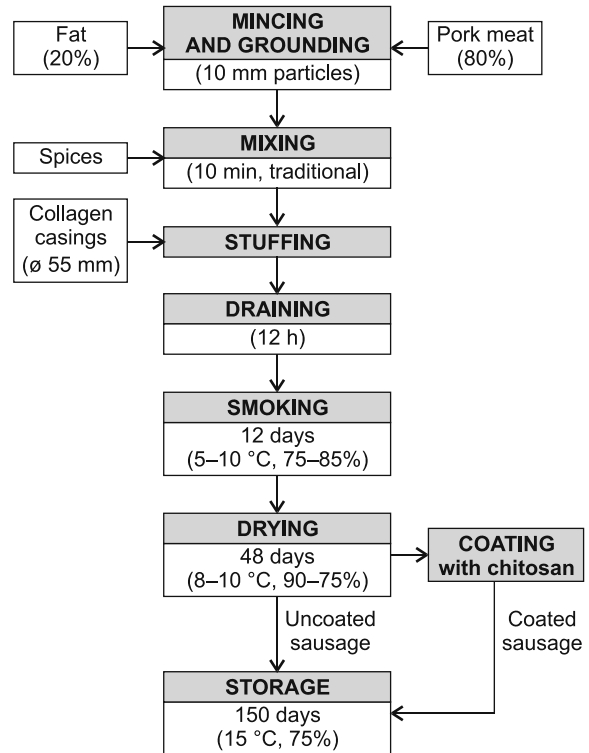 MINCING
AND GROUNDING
(10 mm particles)
Fat
(20%)
Pork meat
(80%)
MIXING
(10 min, traditional)
Spices
Collagen
casings
(ø 55 mm)
STUFFING
DRAINING
(12 h)
SMOKING
12 days
(5–10 °C, 75–85%)
DRYING
48 days
(8–10 °C, 90–75%)
COATING
with chitosan
Uncoated
sausage
Coated
sausage
STORAGE
150 days
(15 °C, 75%)